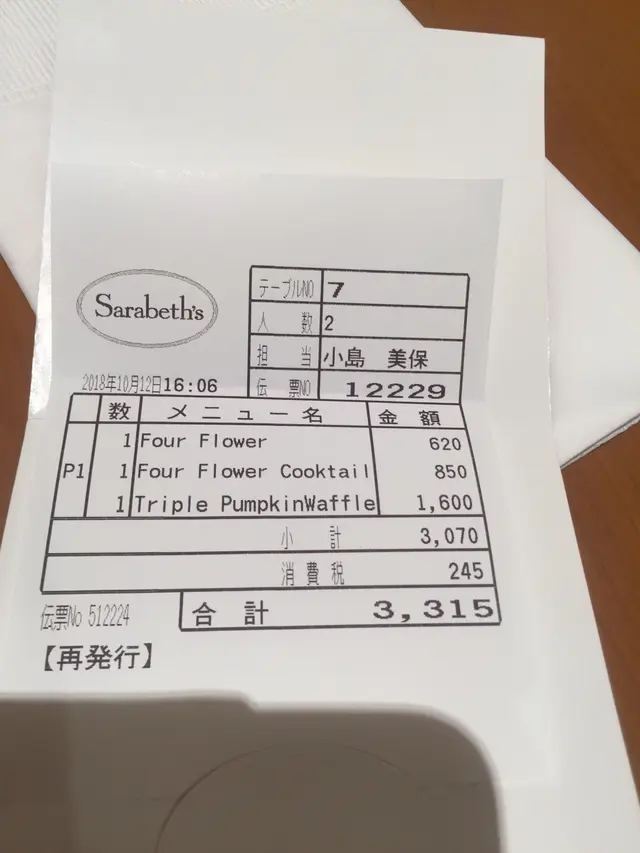 Sarabeth's
テーブルNO 7
人数 2
担当 小島 美保
2018年10月12日16:06
伝票NO 12229
数 メニュー名 金額
1 Four Flower 620
P1 1 Four Flower Cooktail 850
1 Triple PumpkinWaffle 1,600
小計 3,070
消費税 245
伝票No 512224
合計 3,315
【再発行】